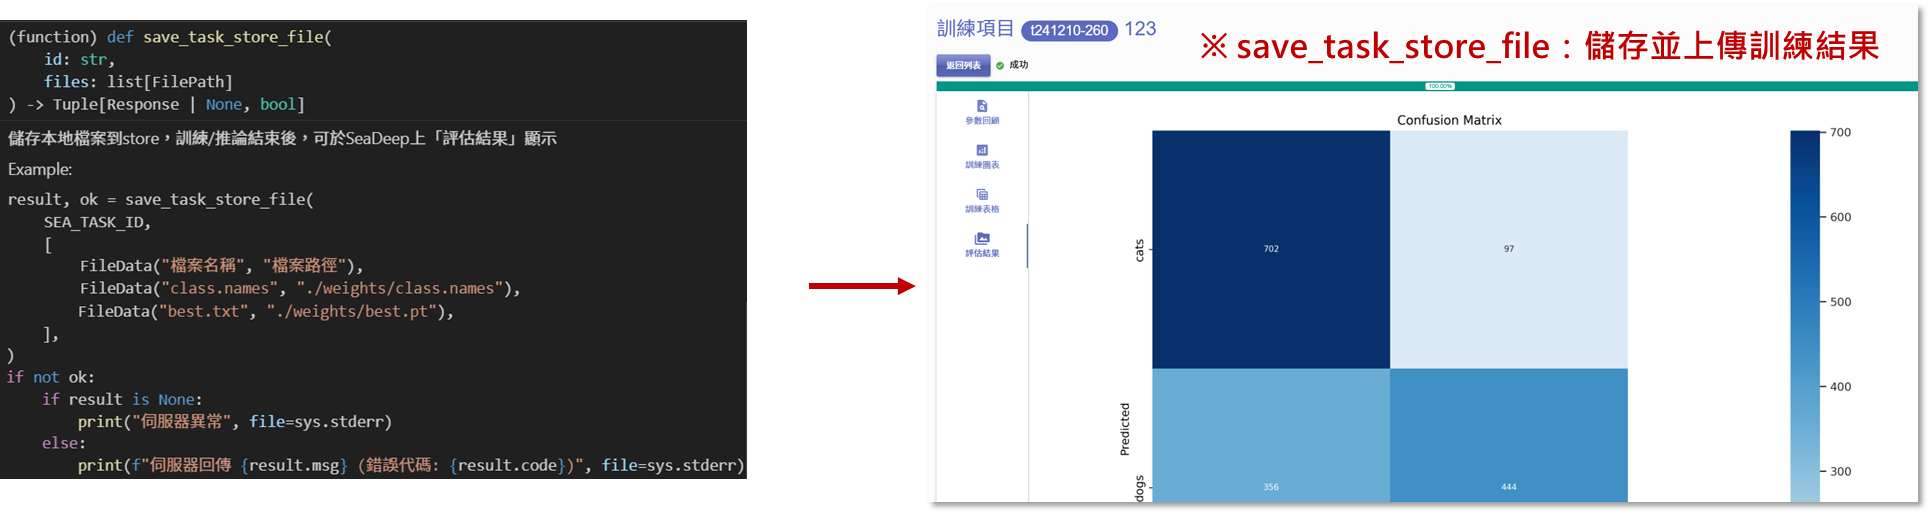 (function) def save_task_store_file(
    id: str,
    files: list[FilePath]
) -> Tuple[Response | None, bool]
儲存本地檔案到store，訓練/推論結束後，可於SeaDeep上「評估結果」顯示
Example:
result, ok = save_task_store_file(
    SEA_TASK_ID,
    [
        FileData("檔案名稱", "檔案路徑"),
        FileData("class.names", "./weights/class.names"),
        FileData("best.txt", "./weights/best.pt"),
    ],
)
if not ok:
    if result is None:
        print("伺服器異常", file=sys.stderr)
    else:
        print(f"伺服器回傳 {result.msg} (錯誤代碼: {result.code})", file=sys.stderr)
訓練項目 t241210-260 123
※ save_task_store_file：儲存並上傳訓練結果
返回列表 成功
100.00%
參數回顧
訓練圖表
訓練表格
評估結果
Confusion Matrix
cats
702
97
Predicted
dogs
356
444
700
600
500
400
300